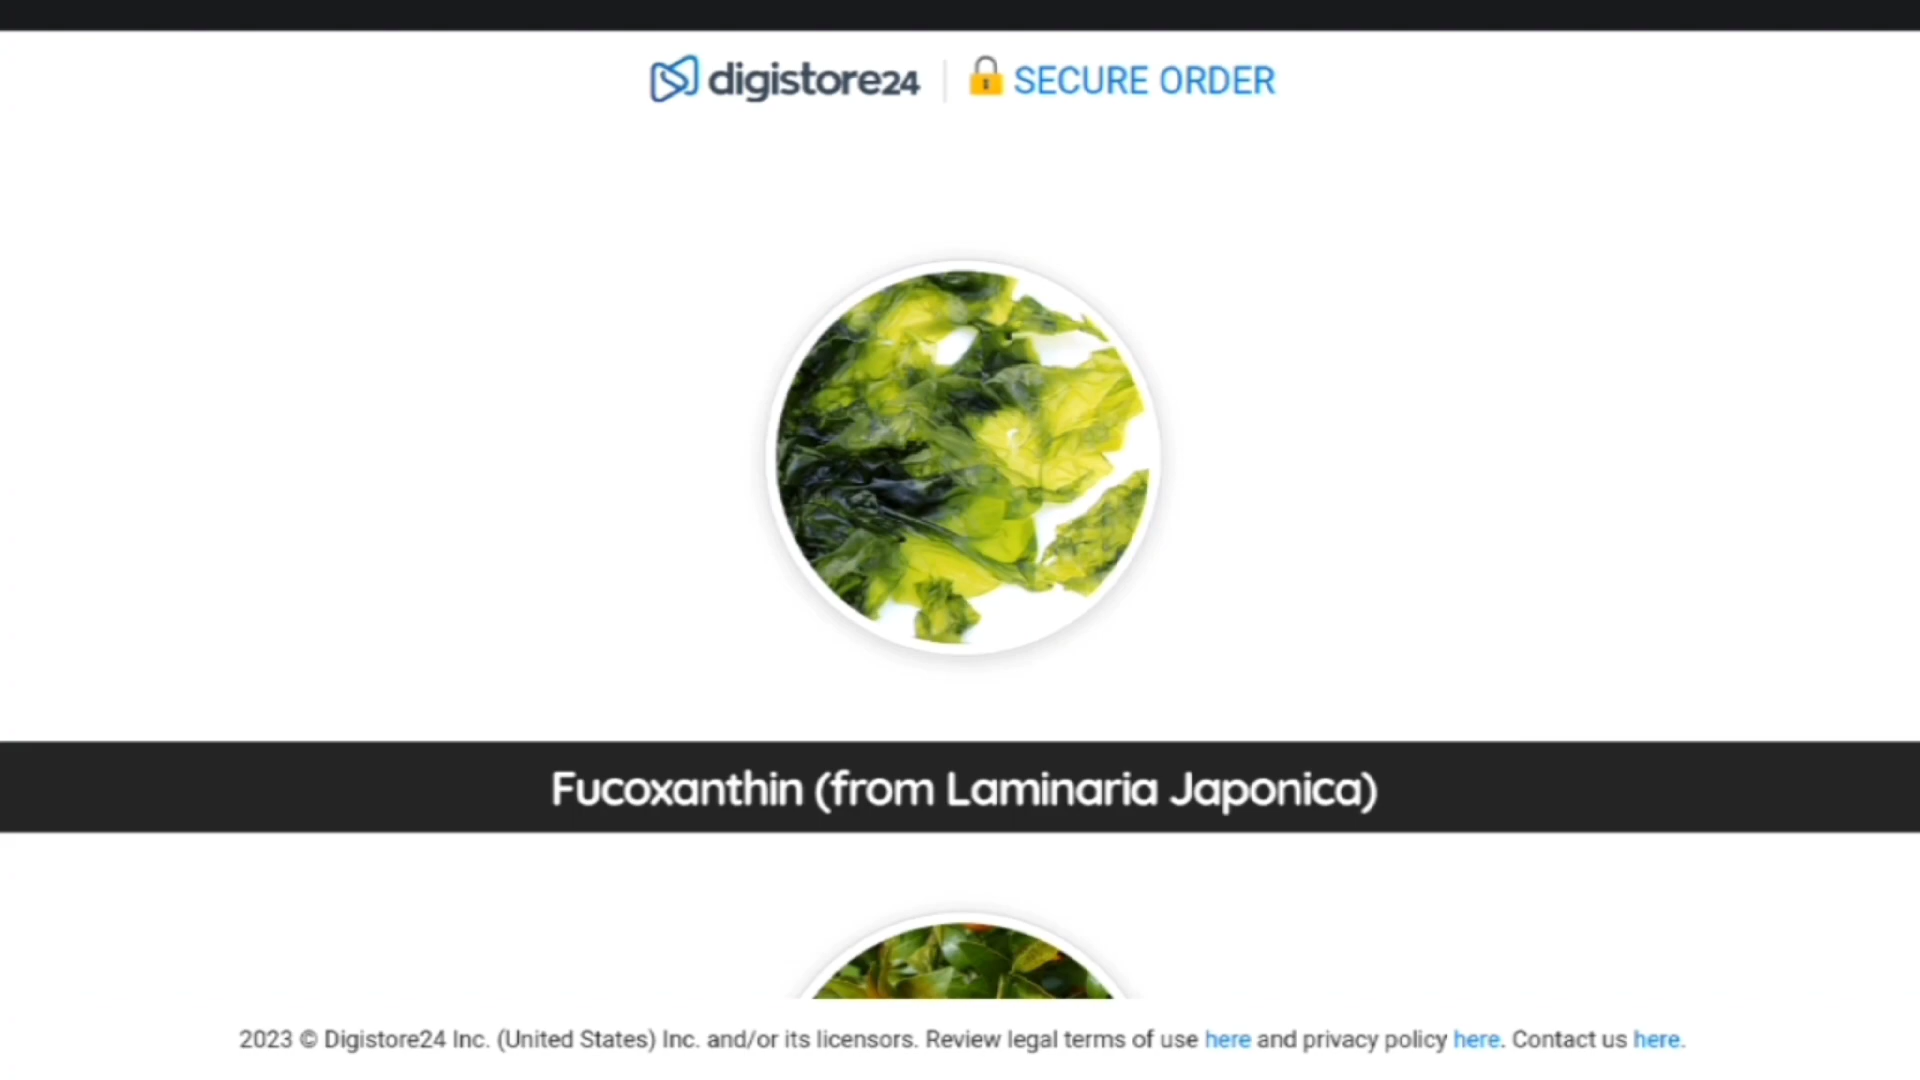 digistore24
SECURE ORDER
Fucoxanthin (from Laminaria Japonica)
2023 © Digistore24 Inc. (United States) Inc. and/or its licensors. Review legal terms of use here and privacy policy here. Contact us here.